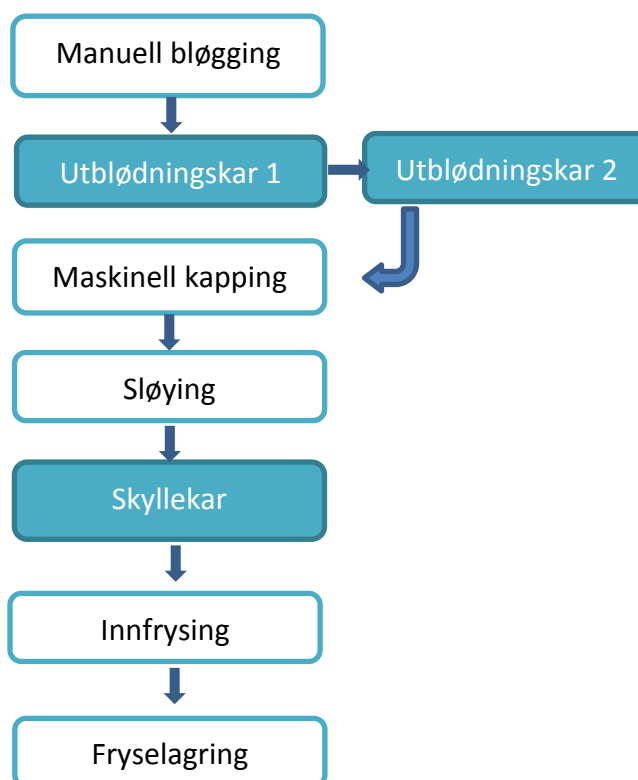 Manuell bløgging
Utblødningskar 1
Utblødningskar 2
Maskinell kapping
Sløying
Skyllekar
Innfrysing
Fryselagring